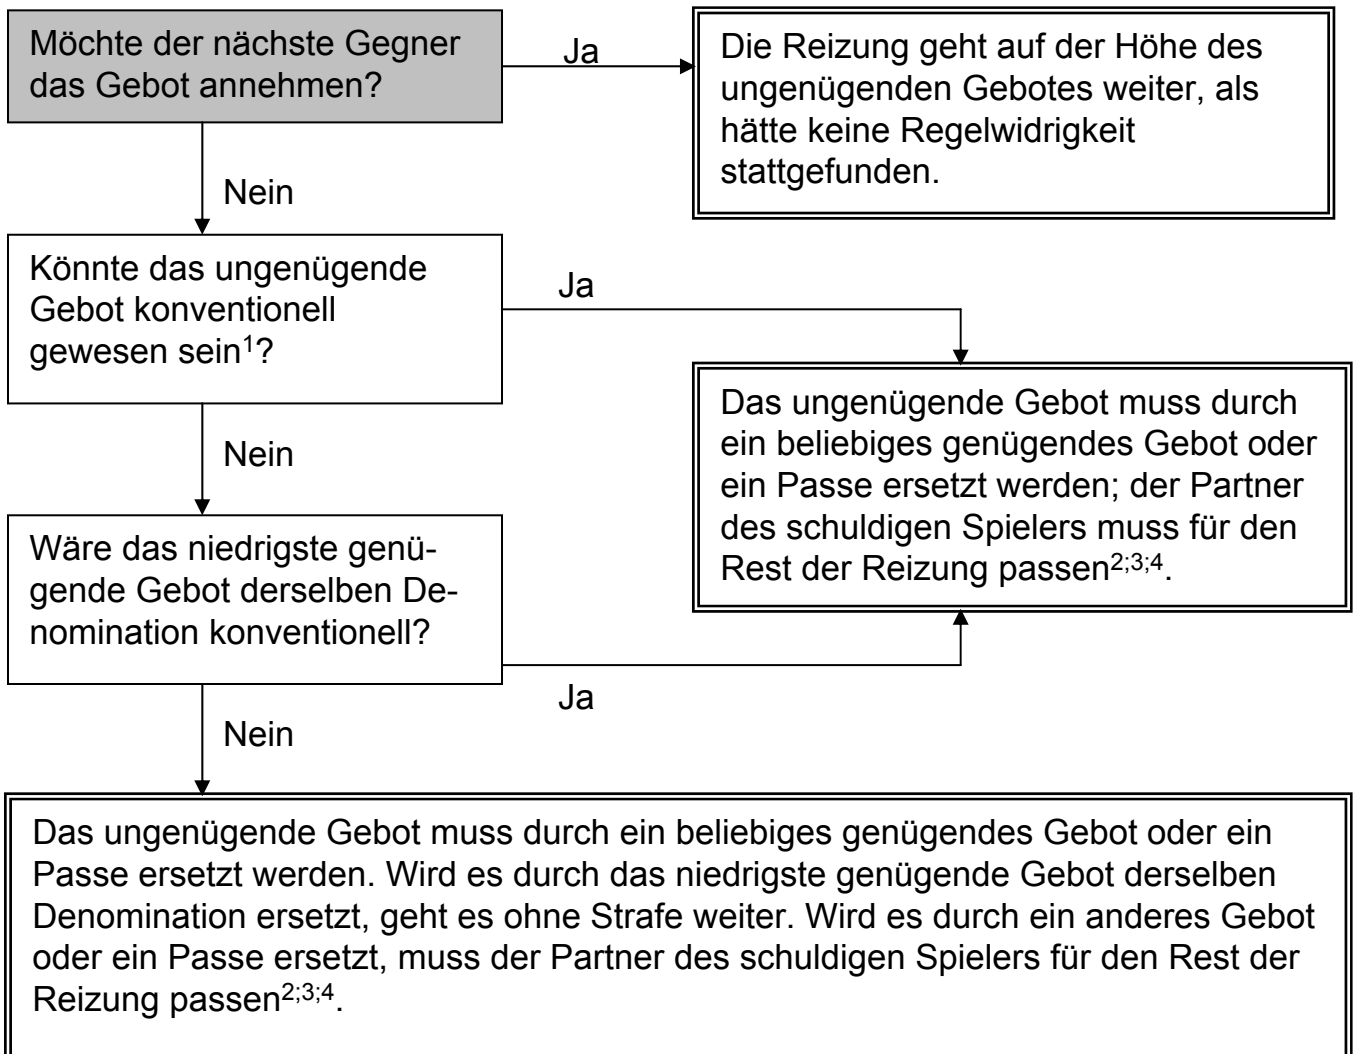 Möchte der nächste Gegner
das Gebot annehmen?
Ja
Die Reizung geht auf der Höhe des
ungenügenden Gebotes weiter, als
hätte keine Regelwidrigkeit
stattgefunden.
Nein
Könnte das ungenügende
Gebot konventionell
gewesen sein¹?
Ja
Das ungenügende Gebot muss durch
ein beliebiges genügendes Gebot oder
ein Passe ersetzt werden; der Partner
des schuldigen Spielers muss für den
Rest der Reizung passen²;³;⁴.
Nein
Wäre das niedrigste genü-
gende Gebot derselben De-
nomination konventionell?
Ja
Nein
Das ungenügende Gebot muss durch ein beliebiges genügendes Gebot oder ein
Passe ersetzt werden. Wird es durch das niedrigste genügende Gebot derselben
Denomination ersetzt, geht es ohne Strafe weiter. Wird es durch ein anderes Gebot
oder ein Passe ersetzt, muss der Partner des schuldigen Spielers für den Rest der
Reizung passen²;³;⁴.